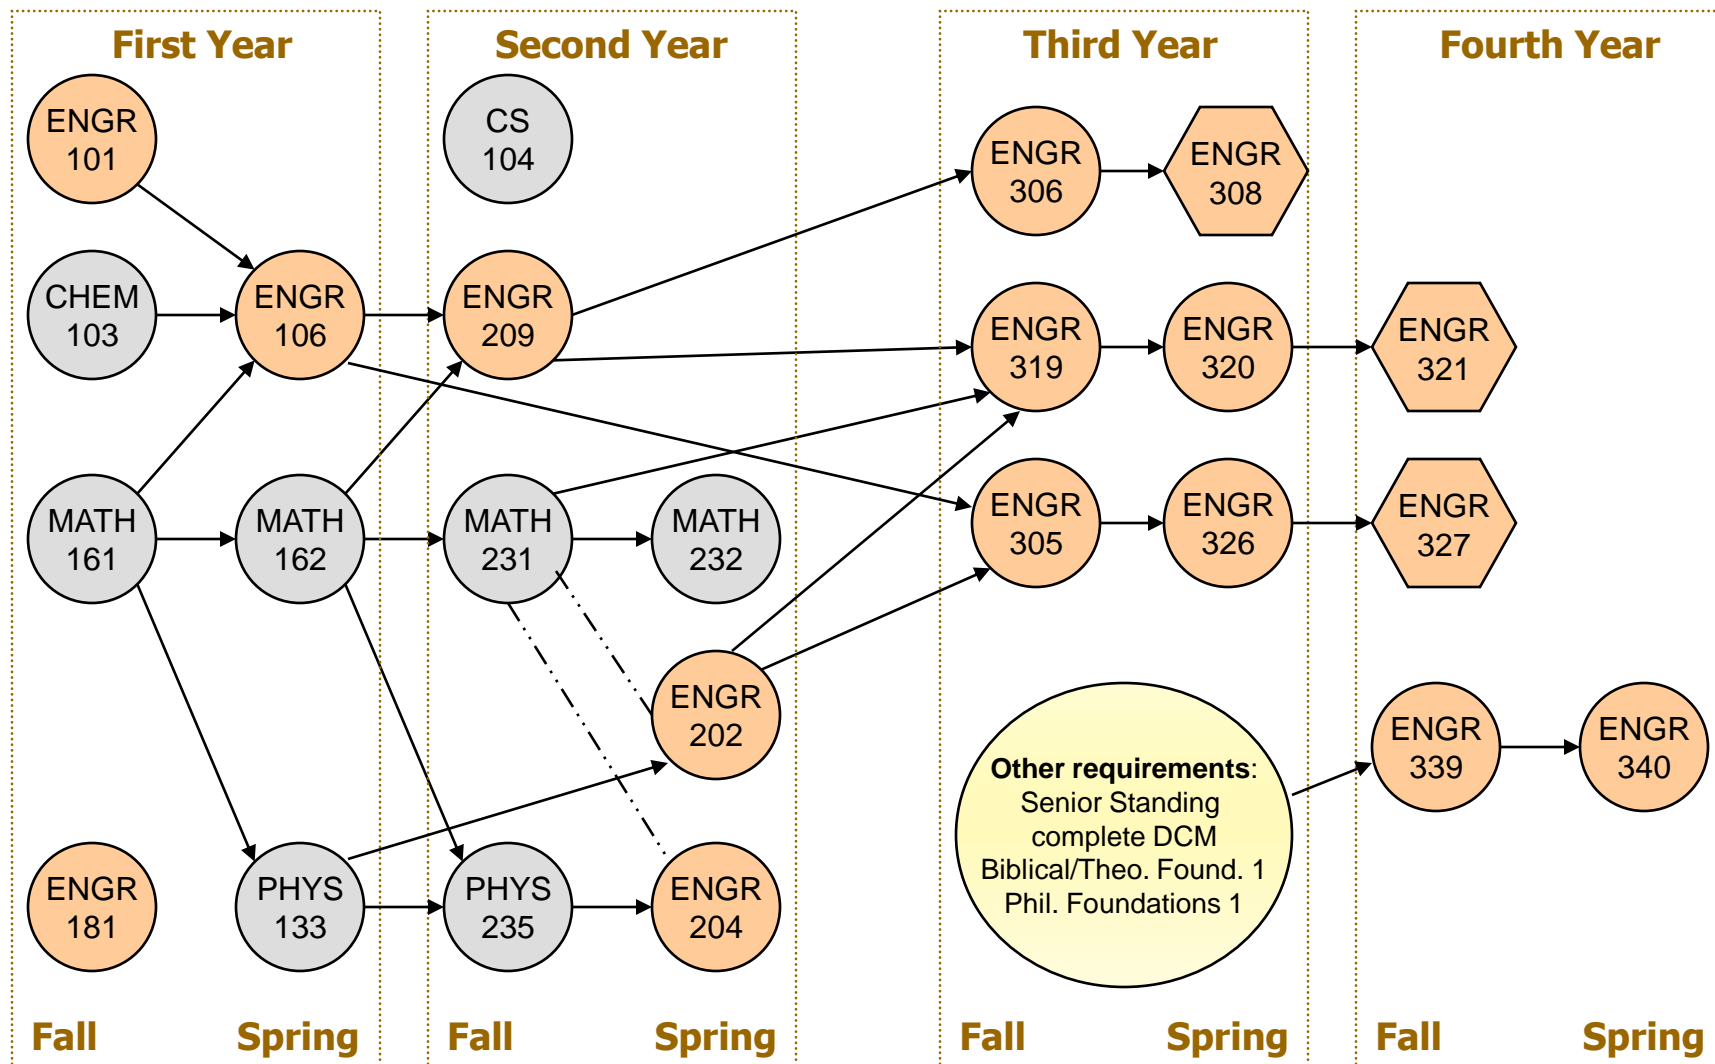 First Year
Second Year
Third Year
Fourth Year
ENGR
101
CS
104
ENGR
306
ENGR
308
CHEM
103
ENGR
106
ENGR
209
ENGR
319
ENGR
320
ENGR
321
MATH
161
MATH
162
MATH
231
MATH
232
ENGR
305
ENGR
326
ENGR
327
ENGR
202
Other requirements:
Senior Standing
complete DCM
Biblical/Theo. Found. 1
Phil. Foundations 1
ENGR
339
ENGR
340
ENGR
181
PHYS
133
PHYS
235
ENGR
204
Fall
Spring
Fall
Spring
Fall
Spring
Fall
Spring